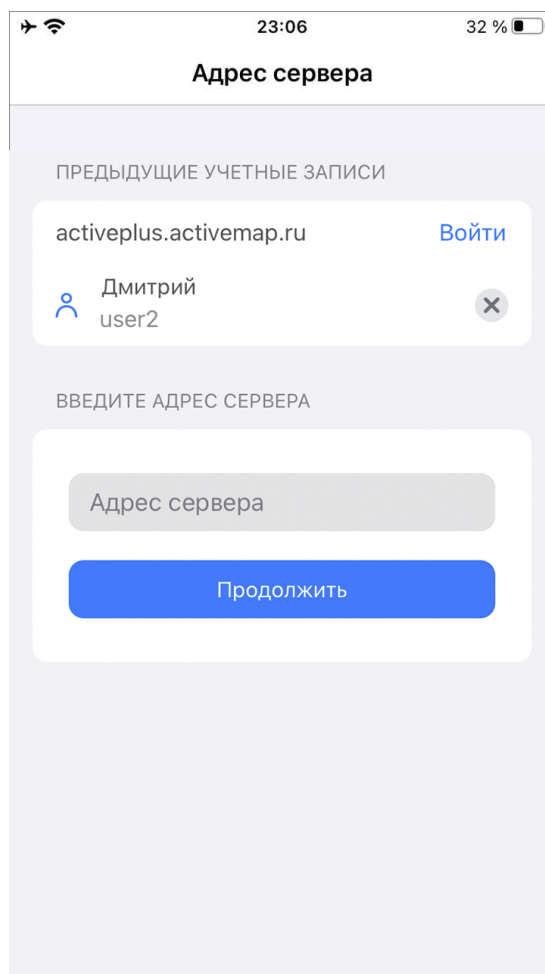 23:06
32 %
Адрес сервера
ПРЕДЫДУЩИЕ УЧЕТНЫЕ ЗАПИСИ
activeplus.activemap.ru
Войти
Дмитрий
user2
ВВЕДИТЕ АДРЕС СЕРВЕРА
Адрес сервера
Продолжить